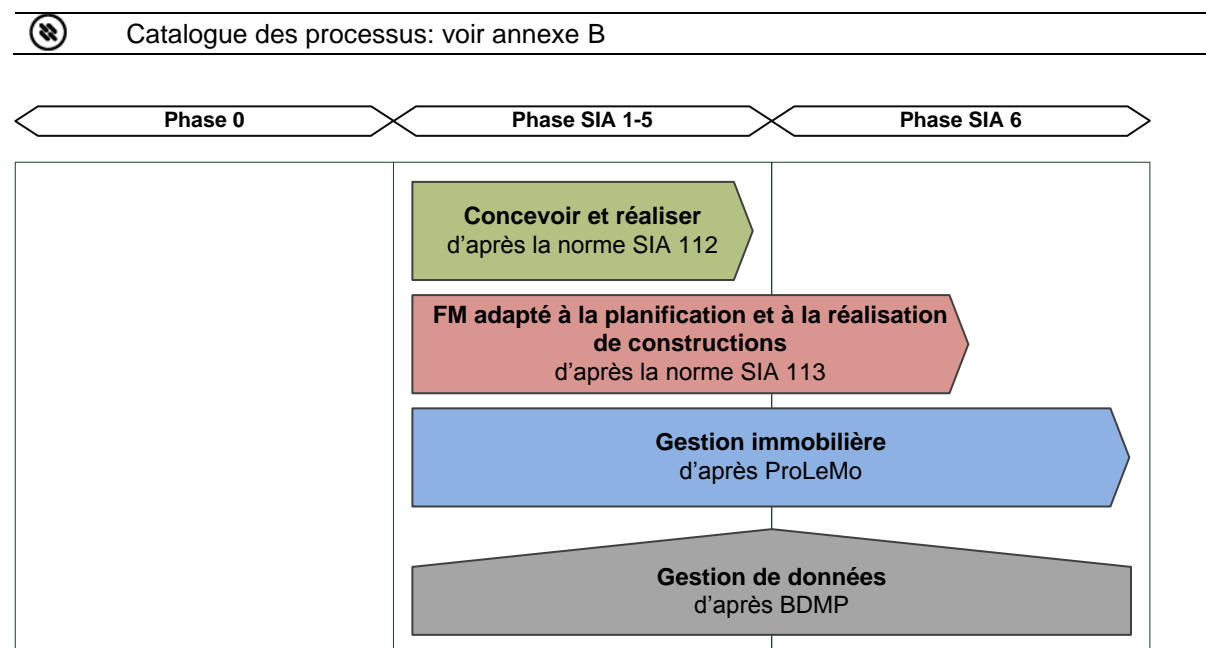 Catalogue des processus: voir annexe B
Phase 0
Phase SIA 1-5
Phase SIA 6
Concevoir et réaliser
d’après la norme SIA 112
FM adapté à la planification et à la réalisation
de constructions
d’après la norme SIA 113
Gestion immobilière
d’après ProLeMo
Gestion de données
d’après BDMP